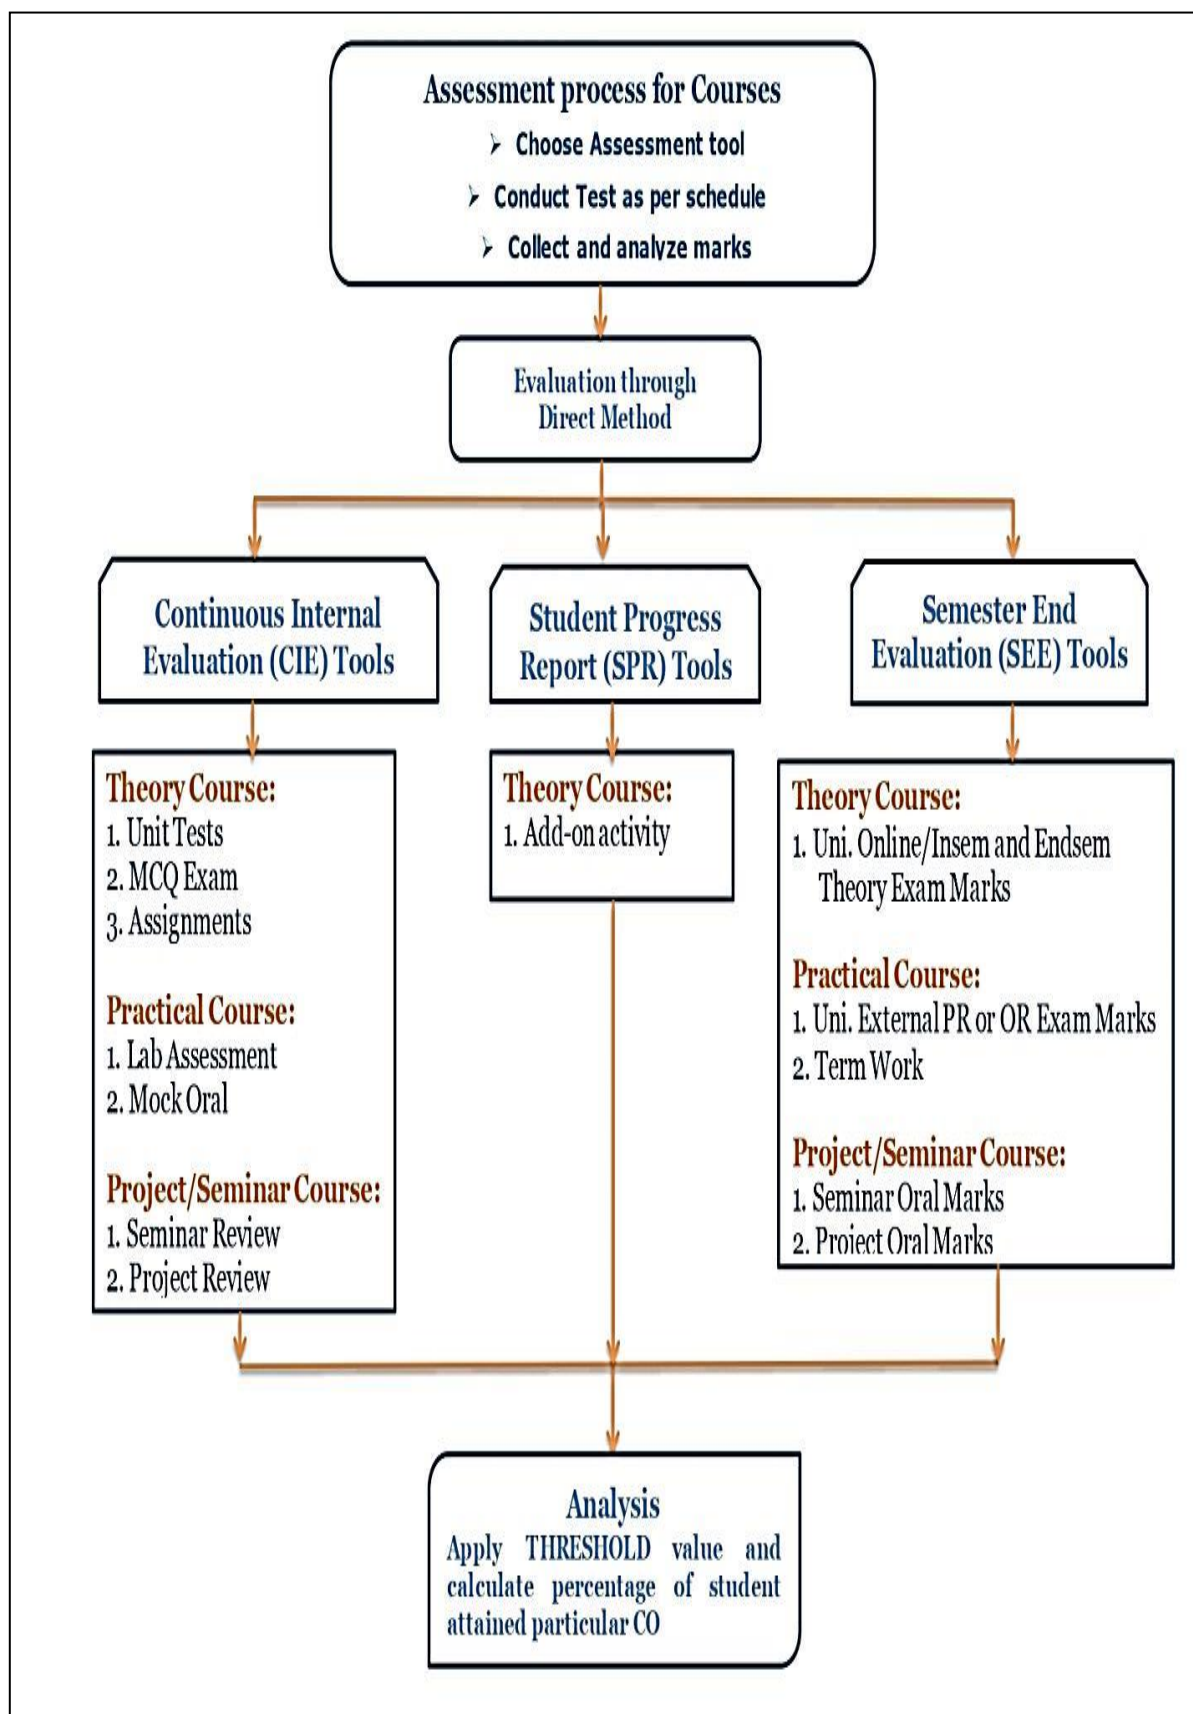 Assessment process for Courses
➢ Choose Assessment tool
➢ Conduct Test as per schedule
➢ Collect and analyze marks
Evaluation through
Direct Method
Continuous Internal
Evaluation (CIE) Tools
Student Progress
Report (SPR) Tools
Semester End
Evaluation (SEE) Tools
Theory Course:
1. Unit Tests
2. MCQ Exam
3. Assignments
Practical Course:
1. Lab Assessment
2. Mock Oral
Project/Seminar Course:
1. Seminar Review
2. Project Review
Theory Course:
1. Add-on activity
Theory Course:
1. Uni. Online/Insem and Endsem
Theory Exam Marks
Practical Course:
1. Uni. External PR or OR Exam Marks
2. Term Work
Project/Seminar Course:
1. Seminar Oral Marks
2. Project Oral Marks
Analysis
Apply THRESHOLD value and
calculate percentage of student
attained particular CO